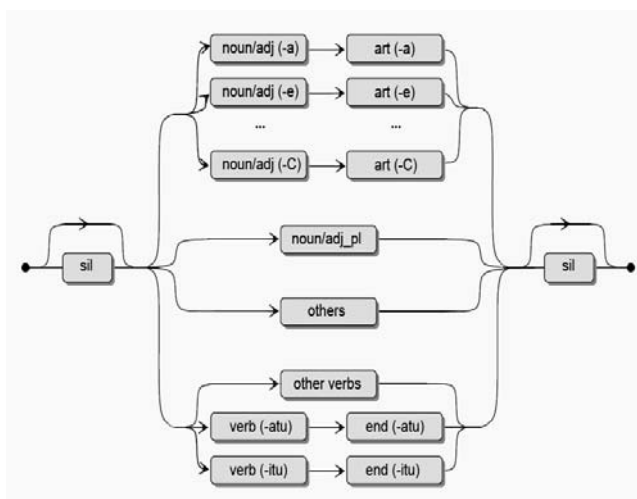 noun/adj (-a) art (-a)
noun/adj (-e) art (-e)
... ...
noun/adj (-C) art (-C)
noun/adj_pl
sil sil
others
other verbs
verb (-atu) end (-atu)
verb (-itu) end (-itu)